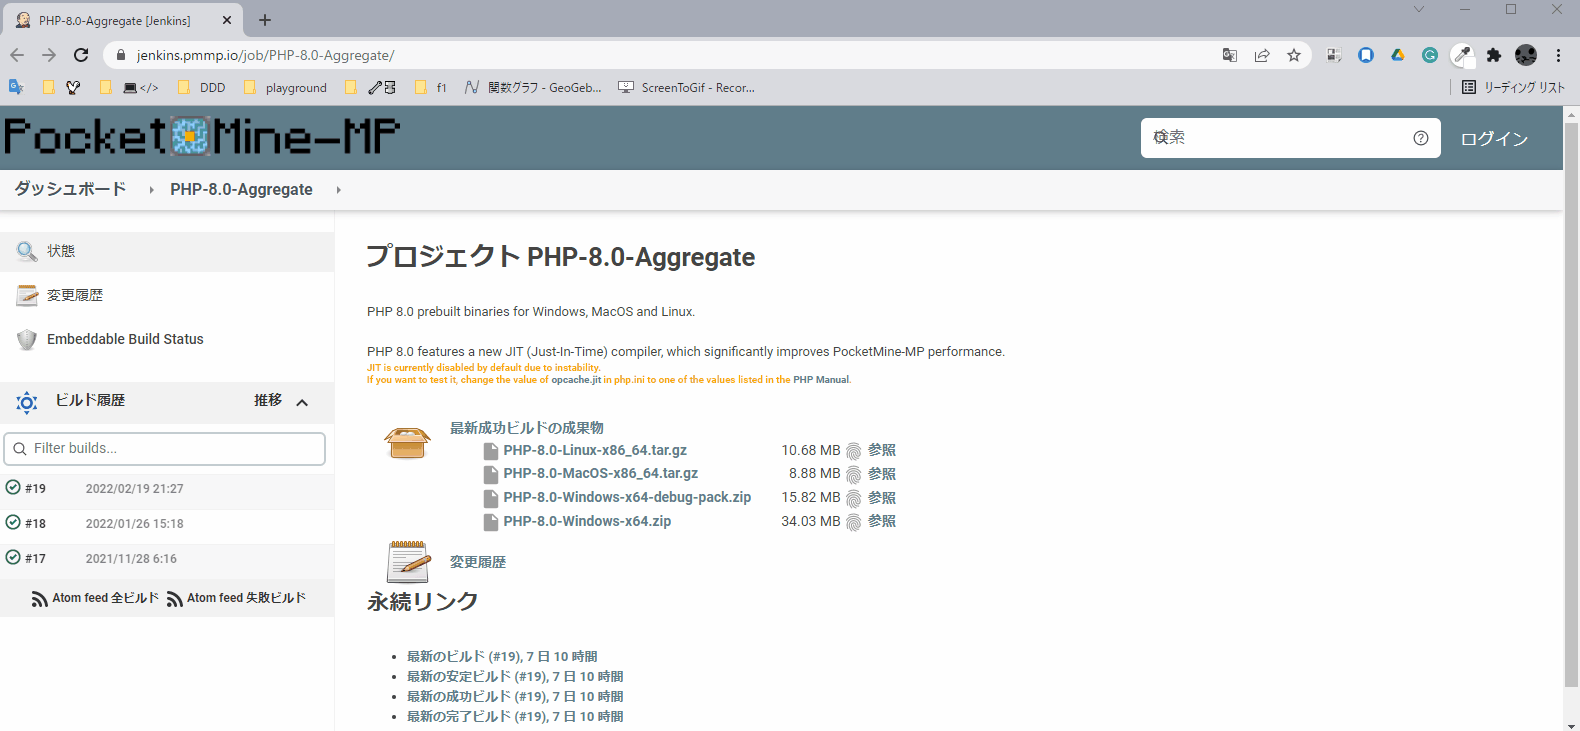 PHP-8.0-Aggregate [Jenkins]
jenkins.pmmp.io/job/PHP-8.0-Aggregate/
</> DDD playground f1 関数グラフ - GeoGeb... ScreenToGif - Recor... リーディング リスト
PocketMine-MP
検索
ログイン
ダッシュボード PHP-8.0-Aggregate
状態
変更履歴
Embeddable Build Status
ビルド履歴 推移
Filter builds...
#19 2022/02/19 21:27
#18 2022/01/26 15:18
#17 2021/11/28 6:16
Atom feed 全ビルド Atom feed 失敗ビルド
プロジェクト PHP-8.0-Aggregate
PHP 8.0 prebuilt binaries for Windows, MacOS and Linux.
PHP 8.0 features a new JIT (Just-In-Time) compiler, which significantly improves PocketMine-MP performance.
JIT is currently disabled by default due to instability.
If you want to test it, change the value of opcache.jit in php.ini to one of the values listed in the PHP Manual.
最新成功ビルドの成果物
PHP-8.0-Linux-x86_64.tar.gz 10.68 MB 参照
PHP-8.0-MacOS-x86_64.tar.gz 8.88 MB 参照
PHP-8.0-Windows-x64-debug-pack.zip 15.82 MB 参照
PHP-8.0-Windows-x64.zip 34.03 MB 参照
変更履歴
永続リンク
最新のビルド (#19), 7 日 10 時間
最新の安定ビルド (#19), 7 日 10 時間
最新の成功ビルド (#19), 7 日 10 時間
最新の完了ビルド (#19), 7 日 10 時間